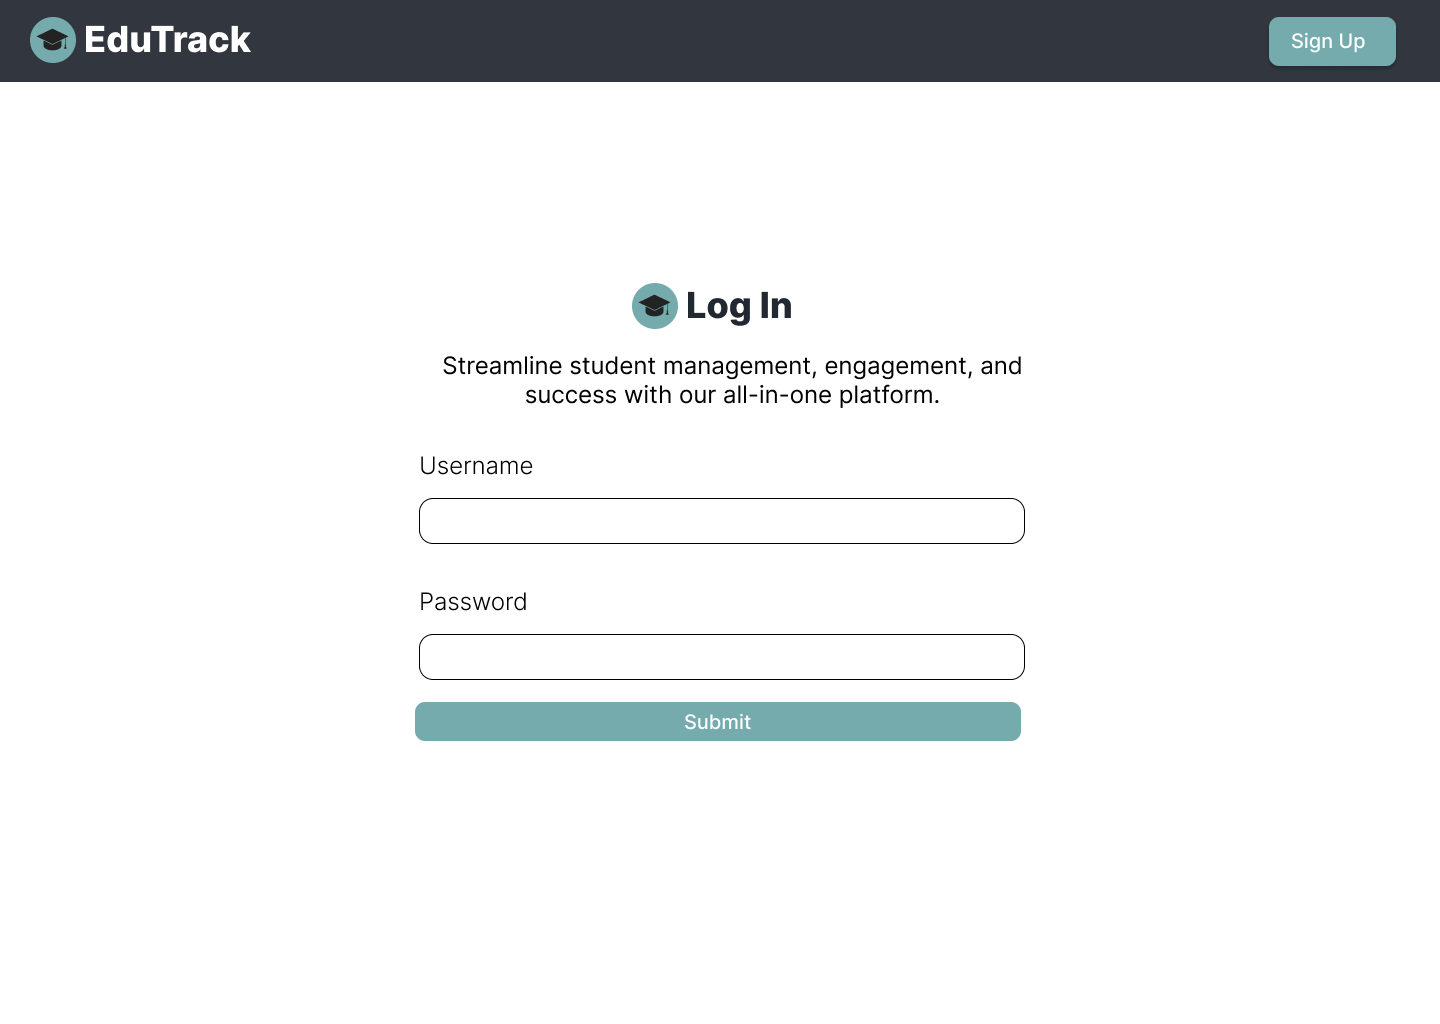 EduTrack
Sign Up
Log In
Streamline student management, engagement, and
success with our all-in-one platform.
Username
Password
Submit